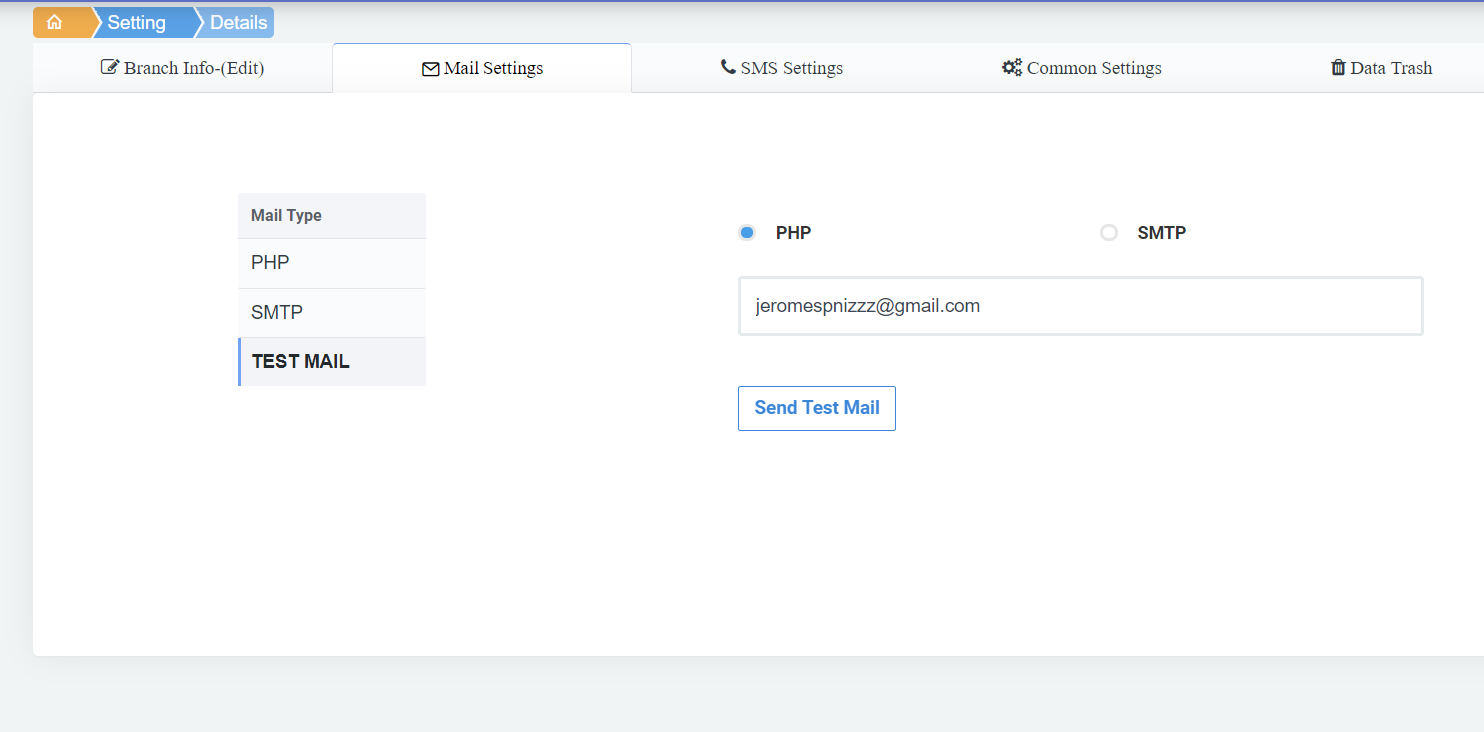 Setting Details
Branch Info-(Edit) Mail Settings SMS Settings Common Settings Data Trash
Mail Type
PHP
SMTP
TEST MAIL
PHP SMTP
jeromespnizzz@gmail.com
Send Test Mail